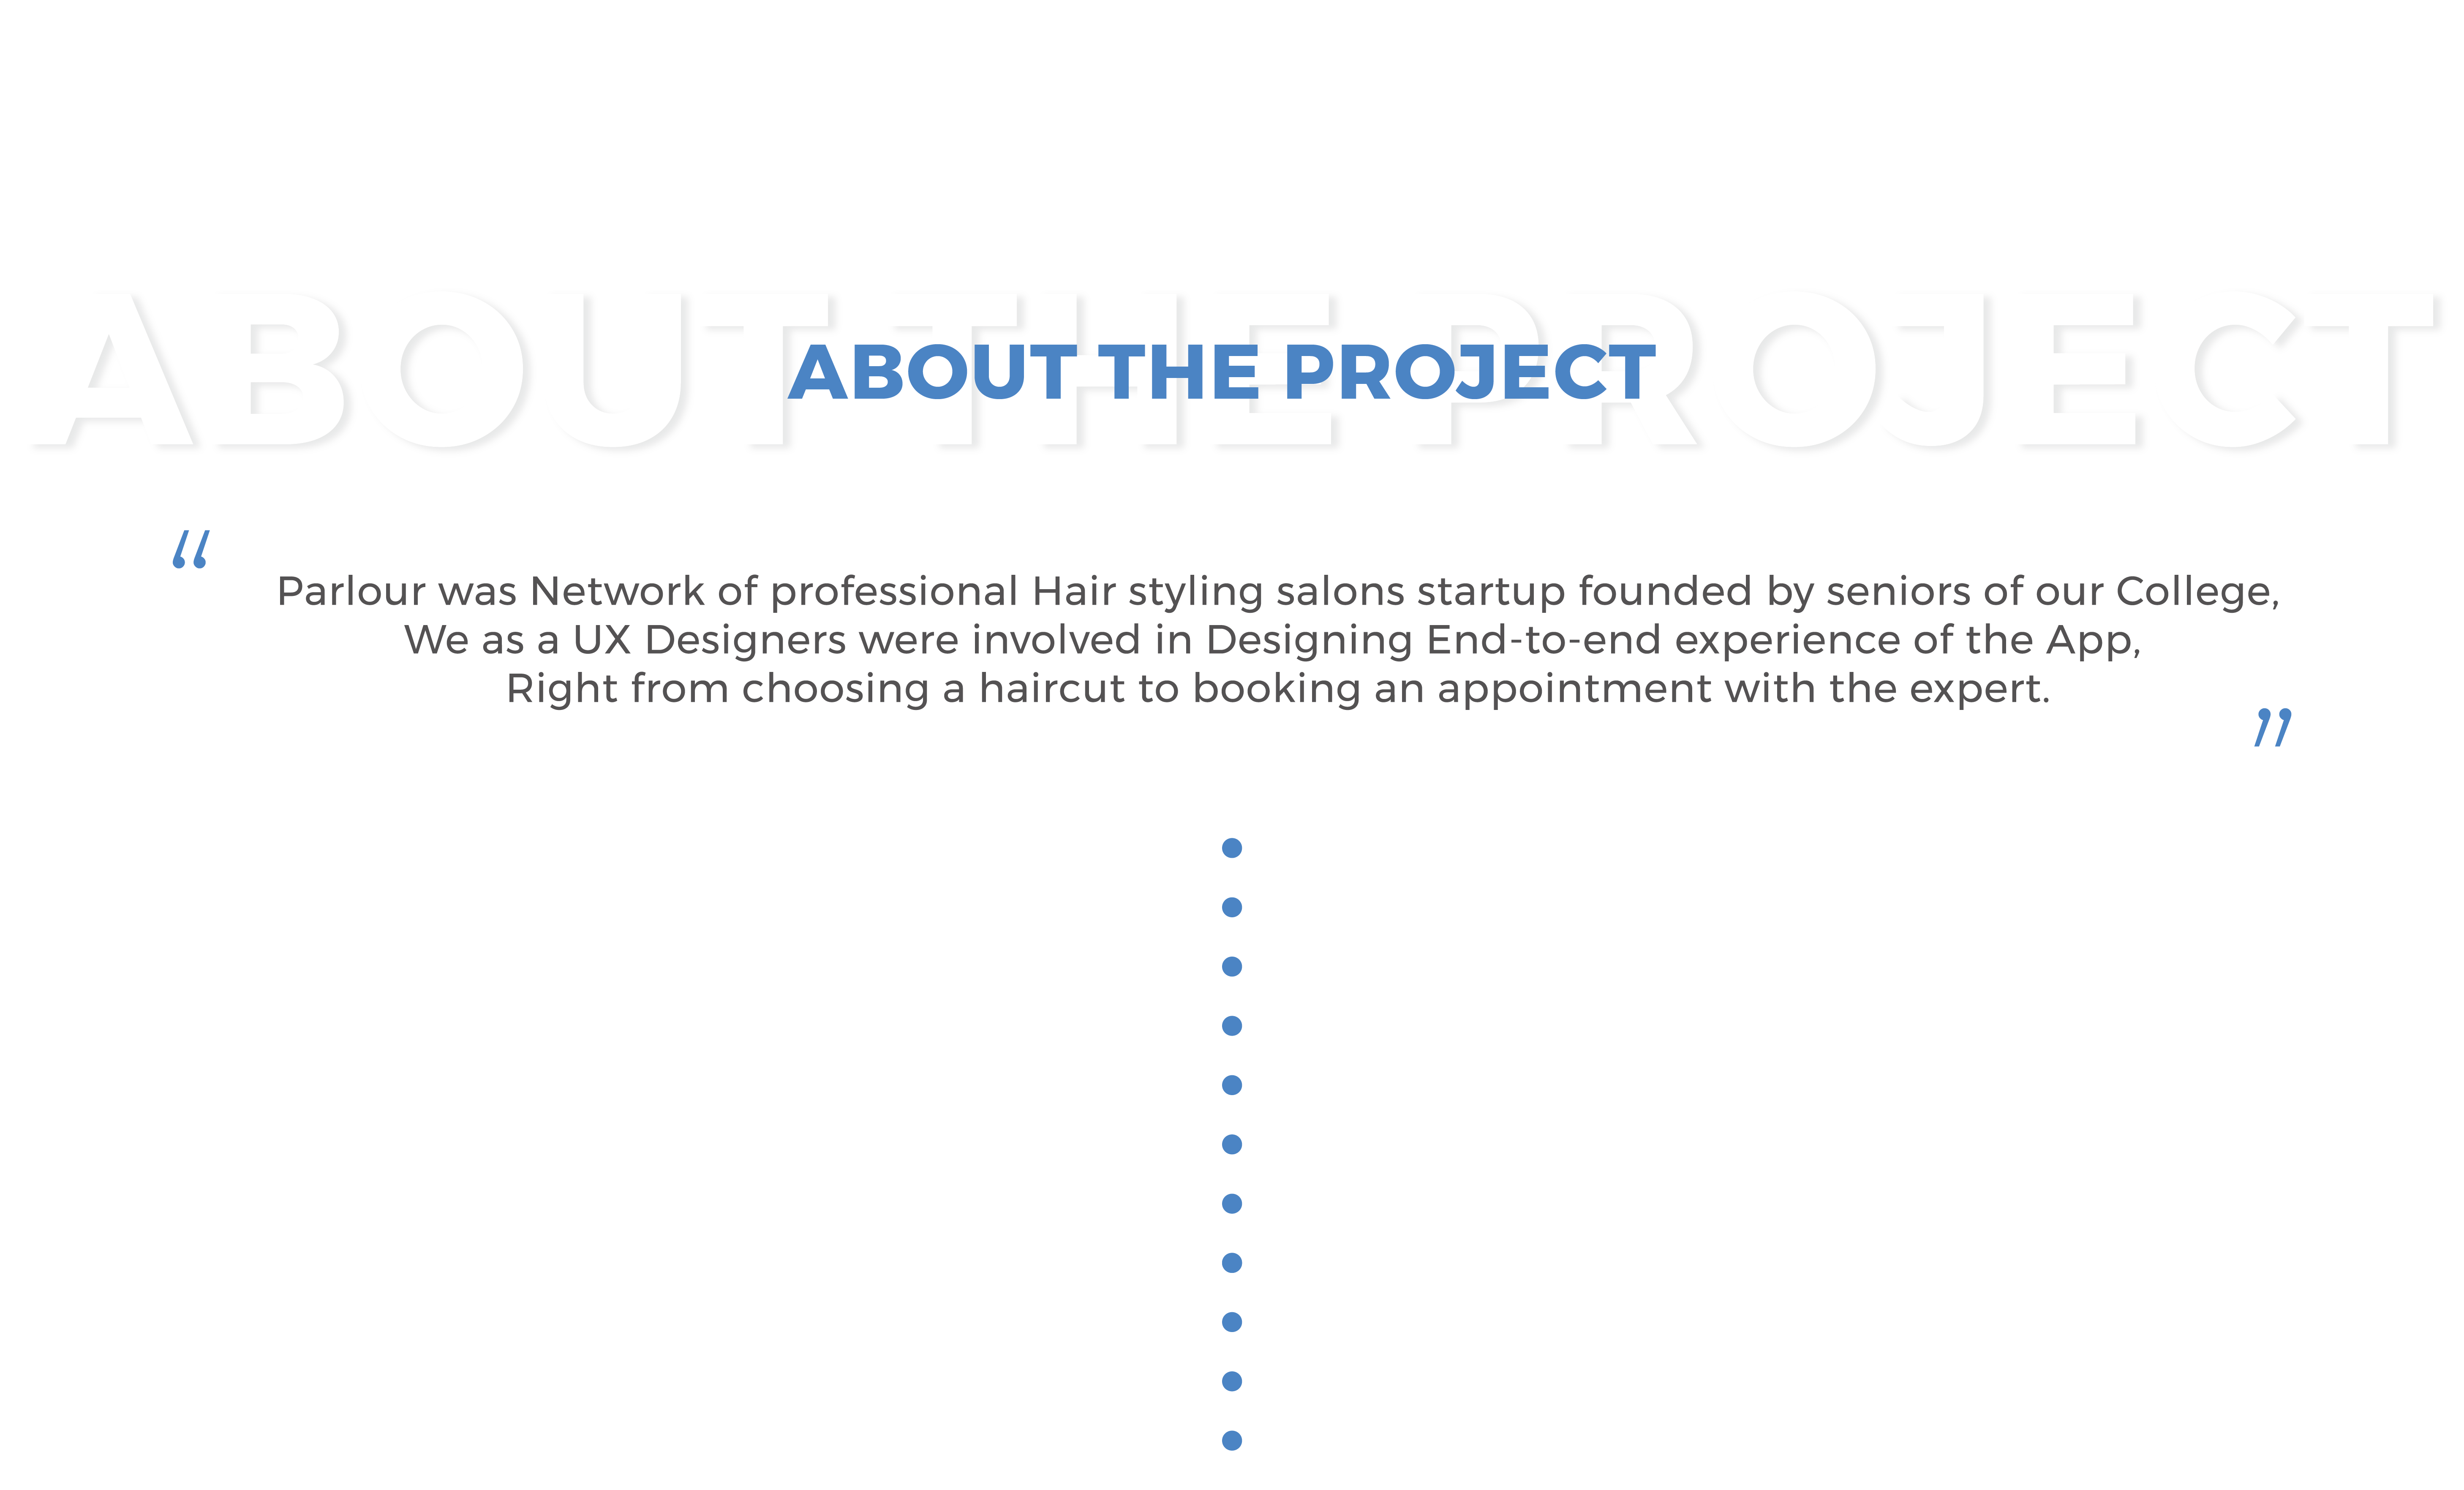 ABOUT THE PROJECT
ABOUT THE PROJECT
“
Parlour was Network of professional Hair styling salons startup founded by seniors of our College,
We as a UX Designers were involved in Designing End-to-end experience of the App,
Right from choosing a haircut to booking an appointment with the expert.
”